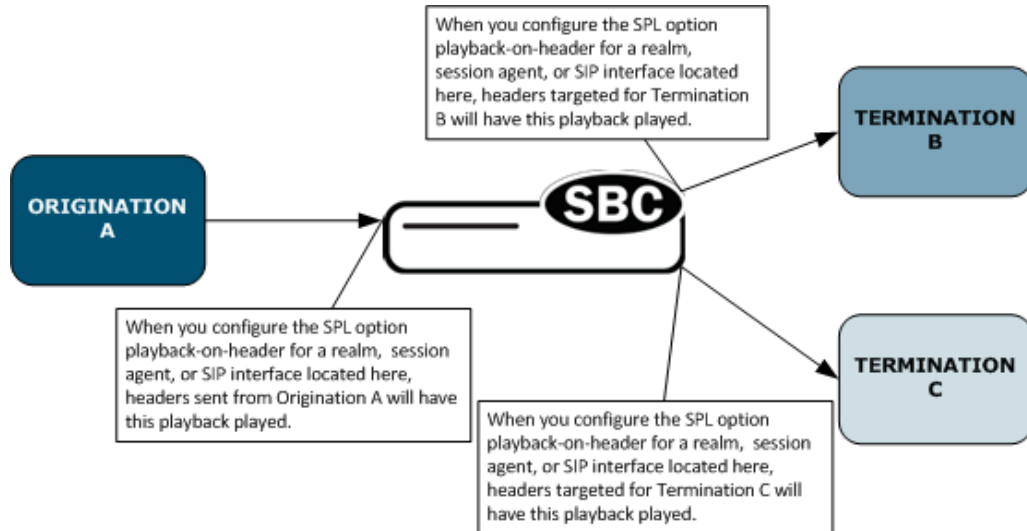 When you configure the SPL option
playback-on-header for a realm,
session agent, or SIP interface located
here, headers targeted for Termination
B will have this playback played.
TERMINATION
B
ORIGINATION
A
SBC
When you configure the SPL option
playback-on-header for a realm, session
agent, or SIP interface located here,
headers sent from Origination A will have
this playback played.
TERMINATION
C
When you configure the SPL option
playback-on-header for a realm, session
agent, or SIP interface located here,
headers targeted for Termination C will
have this playback played.